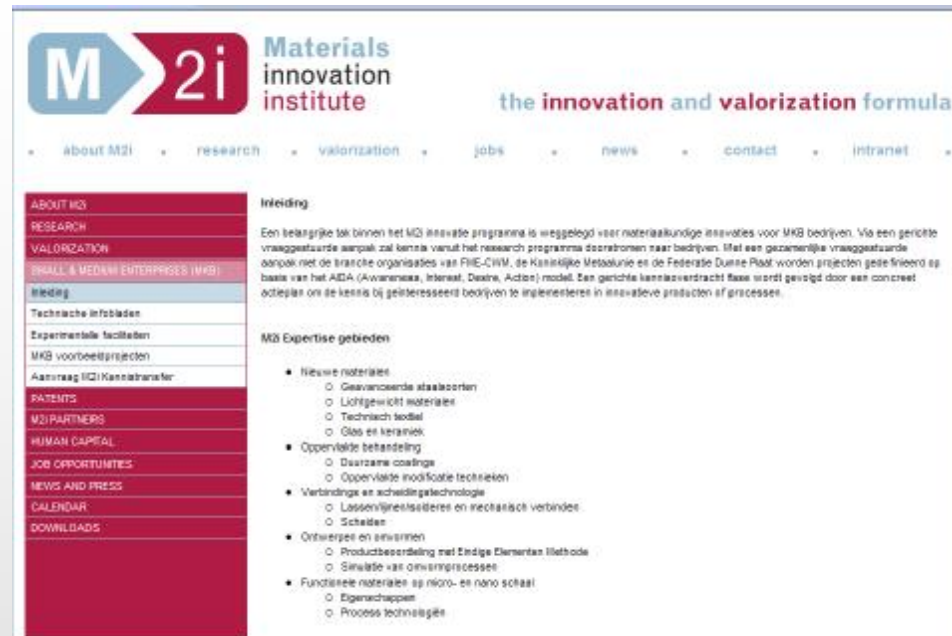 M 2i
Materials
innovation
institute
the innovation and valorization formula
about M2i
research
valorization
jobs
news
contact
intranet
ABOUT M2i
RESEARCH
VALORIZATION
SMALL & MEDIUM ENTERPRISES (MKB)
Inleiding
Technische infobladen
Experimentele faciliteiten
MKB voorbeeldprojecten
Aanvraag M2i Kennistransfer
PATENTS
M2i PARTNERS
HUMAN CAPITAL
JOB OPPORTUNITIES
NEWS AND PRESS
CALENDAR
DOWNLOADS
Inleiding
Een belangrijke tak binnen het M2i innovatie programma is weggelegd voor materiaalkundige innovaties voor MKB bedrijven. Via een gerichte
vraaggestuurde aanpak zal kennis vanuit het research programma doorstromen naar bedrijven. Met een gezamenlijke vraaggestuurde
aanpak met de branche organisaties van FME-CWM, de Koninklijke Metaalunie en de Federatie Dunne Plaat worden projecten gedefinieerd op
basis van het AIDA (Awareness, Interest, Desire, Action) model. Een gerichte kennisoverdracht fase wordt gevolgd door een concreet
actieplan om de kennis bij geïnteresseerd bedrijven te implementeren in innovatieve producten of processen.
M2i Expertise gebieden
Nieuwe materialen
Geavanceerde staalsoorten
Lichtgewicht materialen
Technisch textiel
Glas en keramiek
Oppervlakte behandeling
Duurzame coatings
Oppervlakte modificatie technieken
Verbindings en scheidingstechnologie
Lassen/lijmen/solderen en mechanisch verbinden
Scheiden
Ontwerpen en omvormen
Productbeoordeling met Eindige Elementen Methode
Simulatie van omvormprocessen
Functionele materialen op micro- en nano schaal
Eigenschappen
Process technologiën